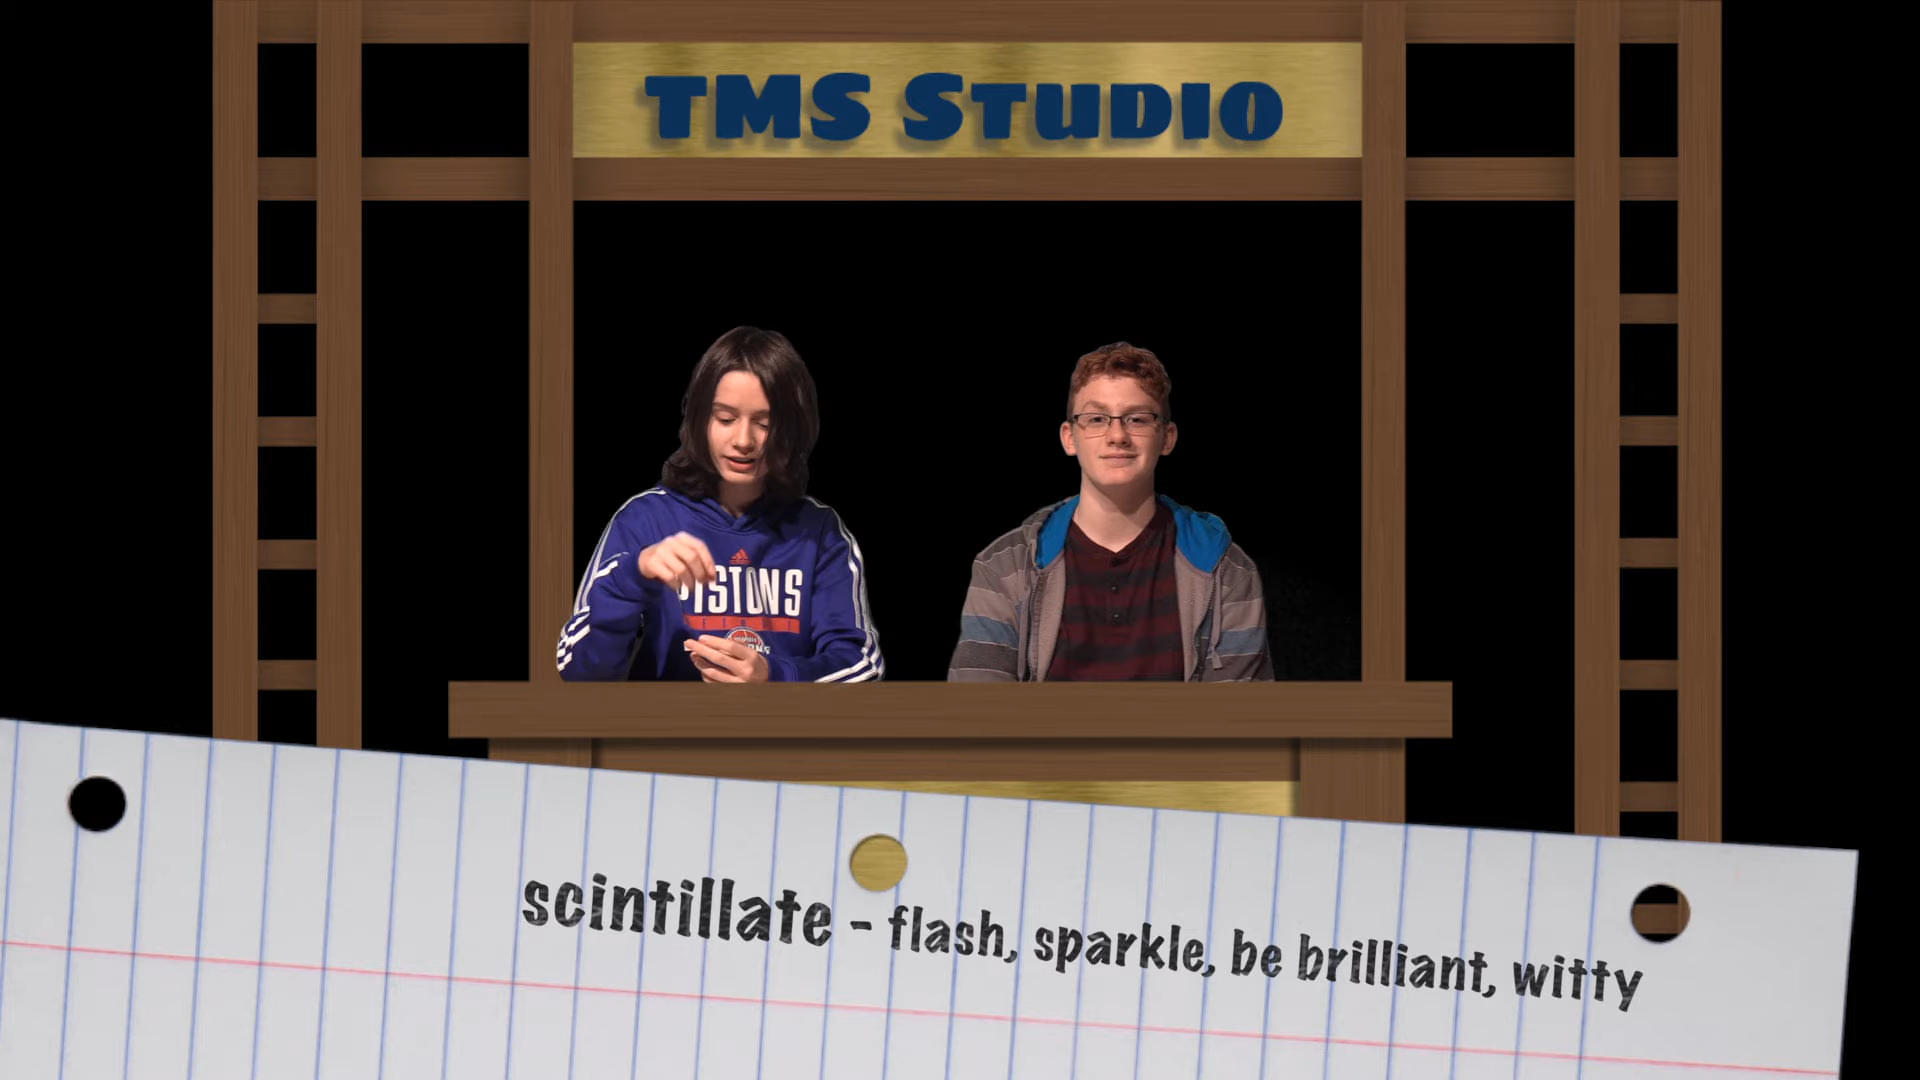 TMS STUDIO
PISTONS
scintillate - flash, sparkle, be brilliant, witty